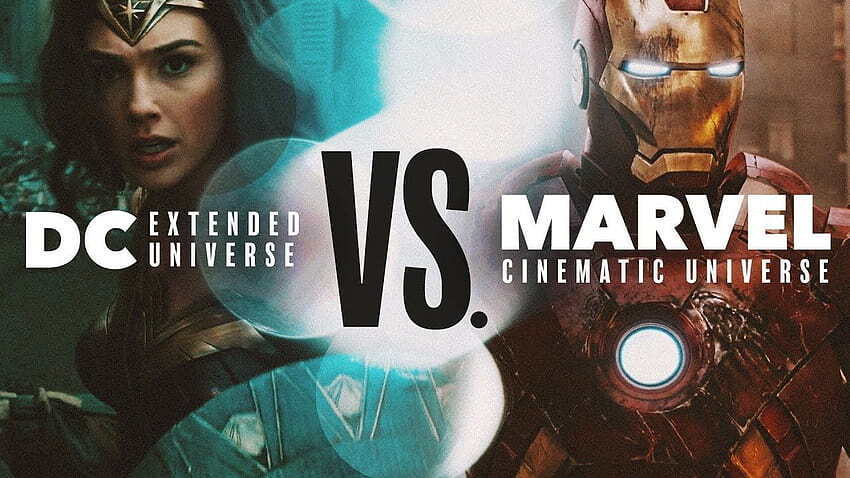 DC EXTENDED
UNIVERSE
VS.
MARVEL
CINEMATIC UNIVERSE